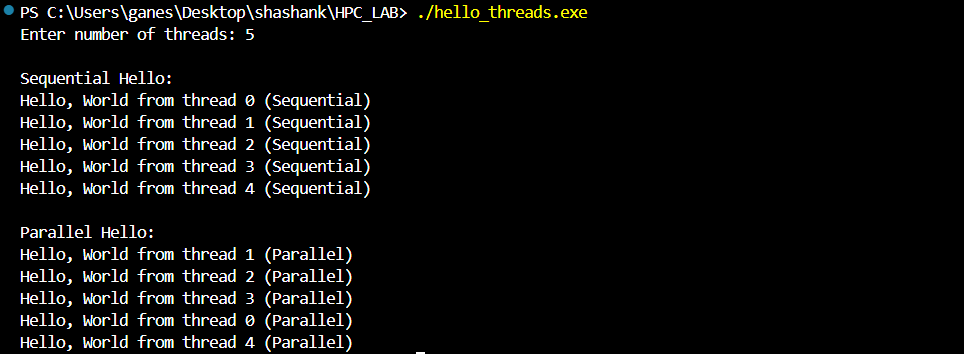 PS C:\Users\ganes\Desktop\shashank\HPC_LAB> ./hello_threads.exe
Enter number of threads: 5
Sequential Hello:
Hello, World from thread 0 (Sequential)
Hello, World from thread 1 (Sequential)
Hello, World from thread 2 (Sequential)
Hello, World from thread 3 (Sequential)
Hello, World from thread 4 (Sequential)
Parallel Hello:
Hello, World from thread 1 (Parallel)
Hello, World from thread 2 (Parallel)
Hello, World from thread 3 (Parallel)
Hello, World from thread 0 (Parallel)
Hello, World from thread 4 (Parallel)